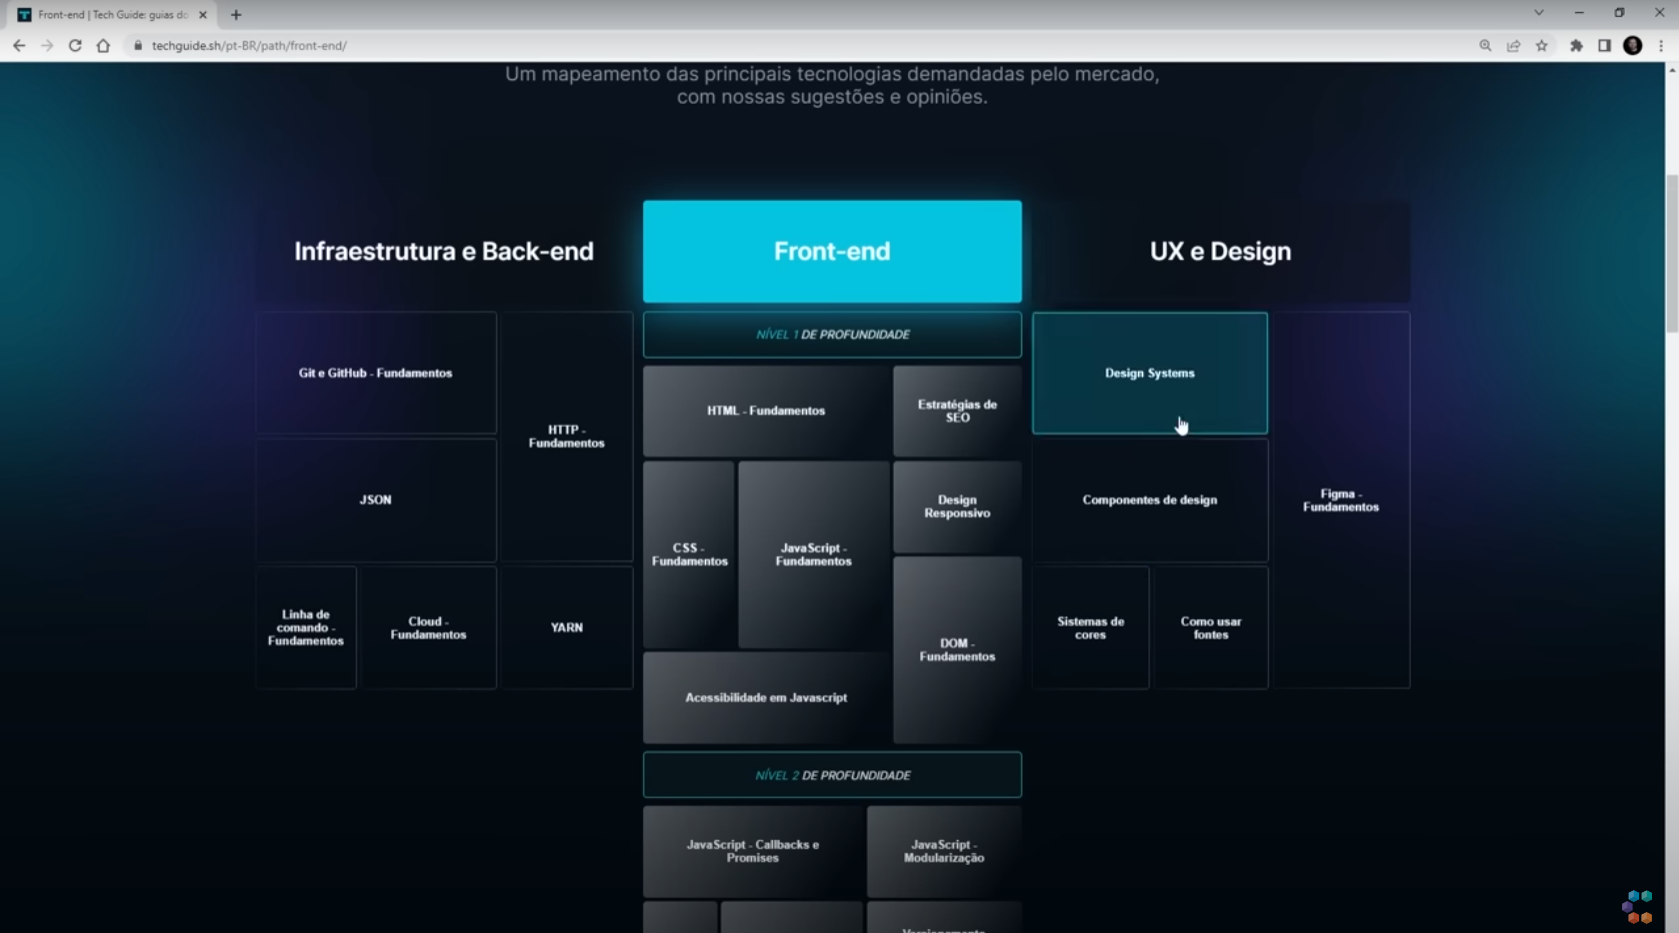 Front-end | Tech Guide: guias do
techguide.sh/pt-BR/path/front-end/
Um mapeamento das principais tecnologias demandadas pelo mercado,
com nossas sugestões e opiniões.
Infraestrutura e Back-end
Front-end
UX e Design
Git e GitHub - Fundamentos
HTTP -
Fundamentos
JSON
Linha de
comando -
Fundamentos
Cloud -
Fundamentos
YARN
NÍVEL 1 DE PROFUNDIDADE
HTML - Fundamentos
Estratégias de
SEO
CSS -
Fundamentos
JavaScript -
Fundamentos
Design
Responsivo
DOM -
Fundamentos
Acessibilidade em Javascript
NÍVEL 2 DE PROFUNDIDADE
JavaScript - Callbacks e
Promises
JavaScript -
Modularização
Design Systems
Componentes de design
Figma -
Fundamentos
Sistemas de
cores
Como usar
fontes